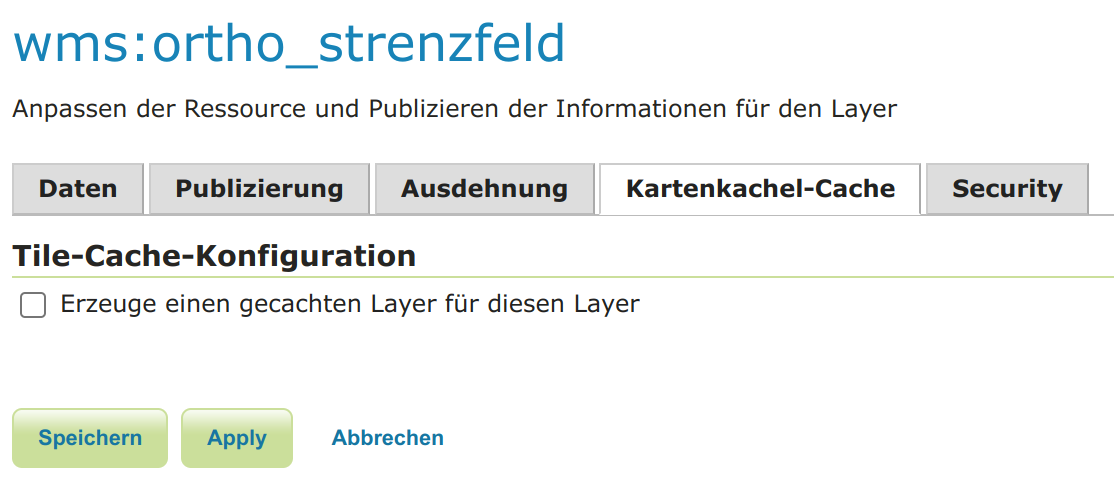 wms:ortho_strenzfeld
Anpassen der Ressource und Publizieren der Informationen für den Layer
Daten Publizierung Ausdehnung Kartenkachel-Cache Security
Tile-Cache-Konfiguration
Erzeuge einen gecachten Layer für diesen Layer
Speichern Apply Abbrechen